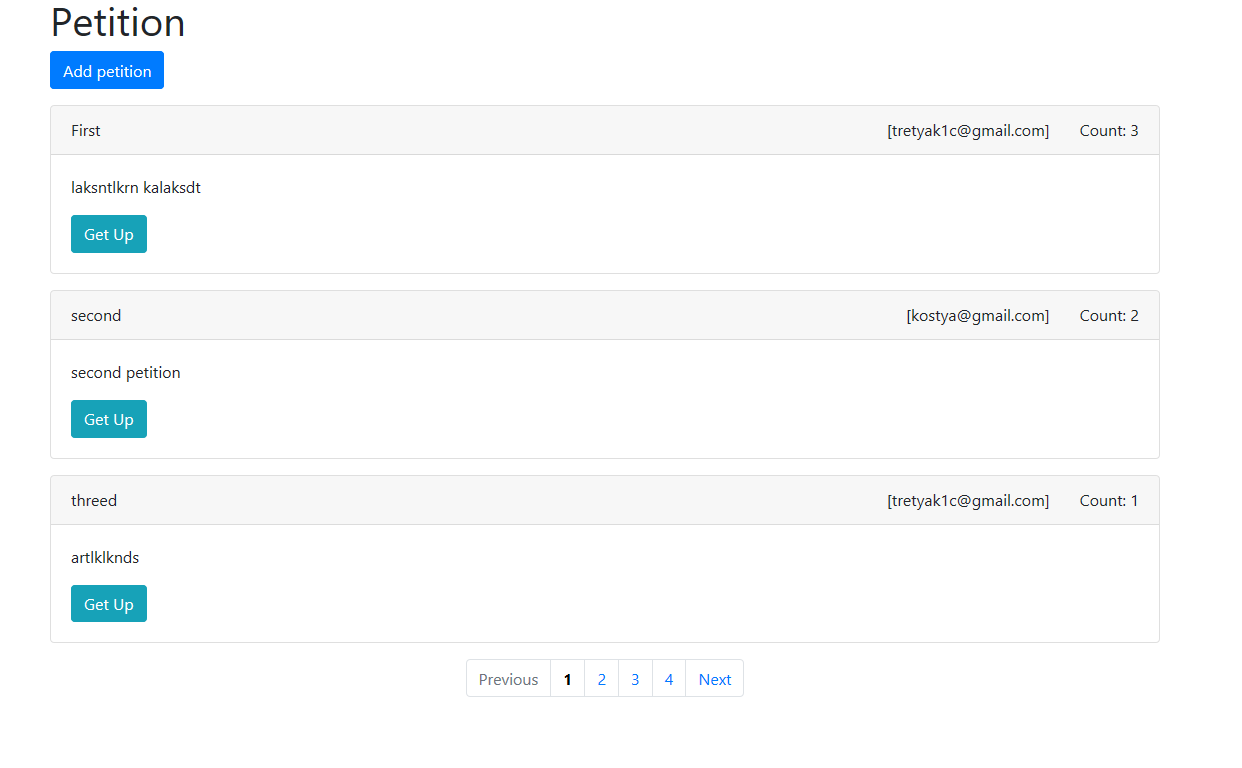 Petition
Add petition
First [tretyak1c@gmail.com] Count: 3
laksntlkrn kalaksdt
Get Up
second [kostya@gmail.com] Count: 2
second petition
Get Up
threed [tretyak1c@gmail.com] Count: 1
artlklknds
Get Up
Previous 1 2 3 4 Next